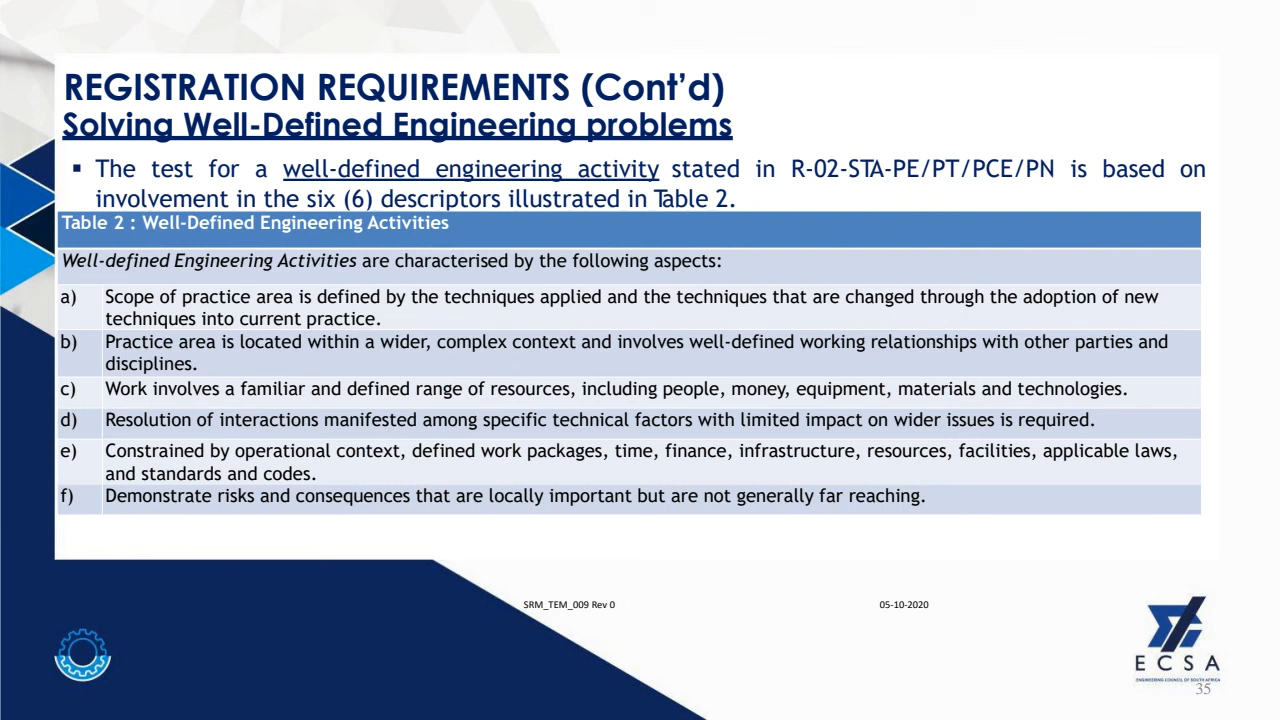 REGISTRATION REQUIREMENTS (Cont’d)
Solving Well-Defined Engineering problems
▪ The test for a well-defined engineering activity stated in R-02-STA-PE/PT/PCE/PN is based on
involvement in the six (6) descriptors illustrated in Table 2.
Table 2 : Well-Defined Engineering Activities
Well-defined Engineering Activities are characterised by the following aspects:
a) Scope of practice area is defined by the techniques applied and the techniques that are changed through the adoption of new
techniques into current practice.
b) Practice area is located within a wider, complex context and involves well-defined working relationships with other parties and
disciplines.
c) Work involves a familiar and defined range of resources, including people, money, equipment, materials and technologies.
d) Resolution of interactions manifested among specific technical factors with limited impact on wider issues is required.
e) Constrained by operational context, defined work packages, time, finance, infrastructure, resources, facilities, applicable laws,
and standards and codes.
f) Demonstrate risks and consequences that are locally important but are not generally far reaching.
SRM_TEM_009 Rev 0
05-10-2020
ECSA
ENGINEERING COUNCIL OF SOUTH AFRICA
35